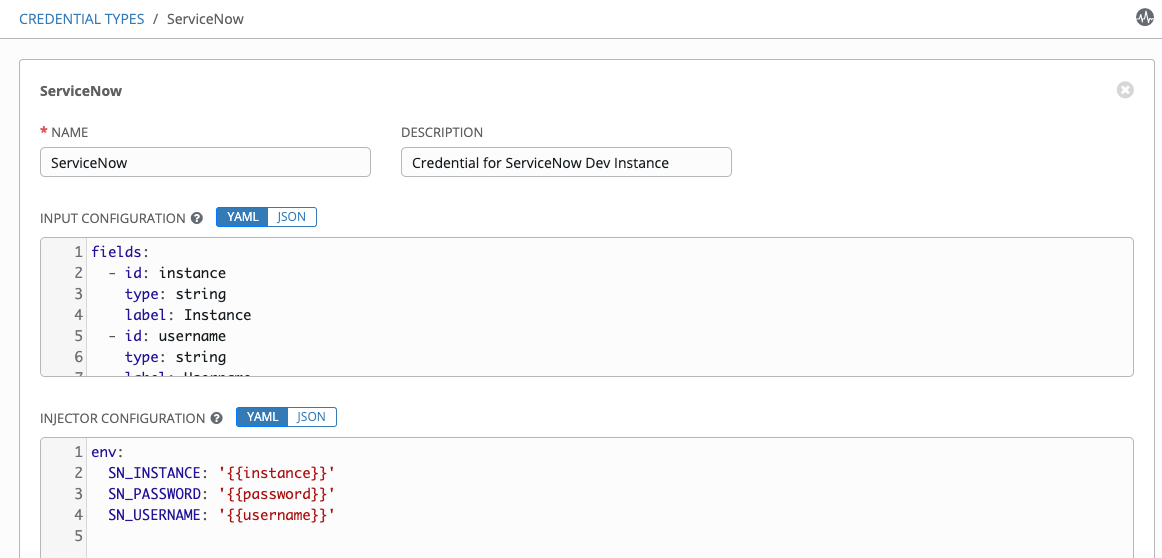 CREDENTIAL TYPES / ServiceNow
ServiceNow
* NAME
DESCRIPTION
ServiceNow
Credential for ServiceNow Dev Instance
INPUT CONFIGURATION ? YAML JSON
1 fields:
2 - id: instance
3 type: string
4 label: Instance
5 - id: username
6 type: string
7 label: Username
INJECTOR CONFIGURATION ? YAML JSON
1 env:
2 SN_INSTANCE: '{{instance}}'
3 SN_PASSWORD: '{{password}}'
4 SN_USERNAME: '{{username}}'
5